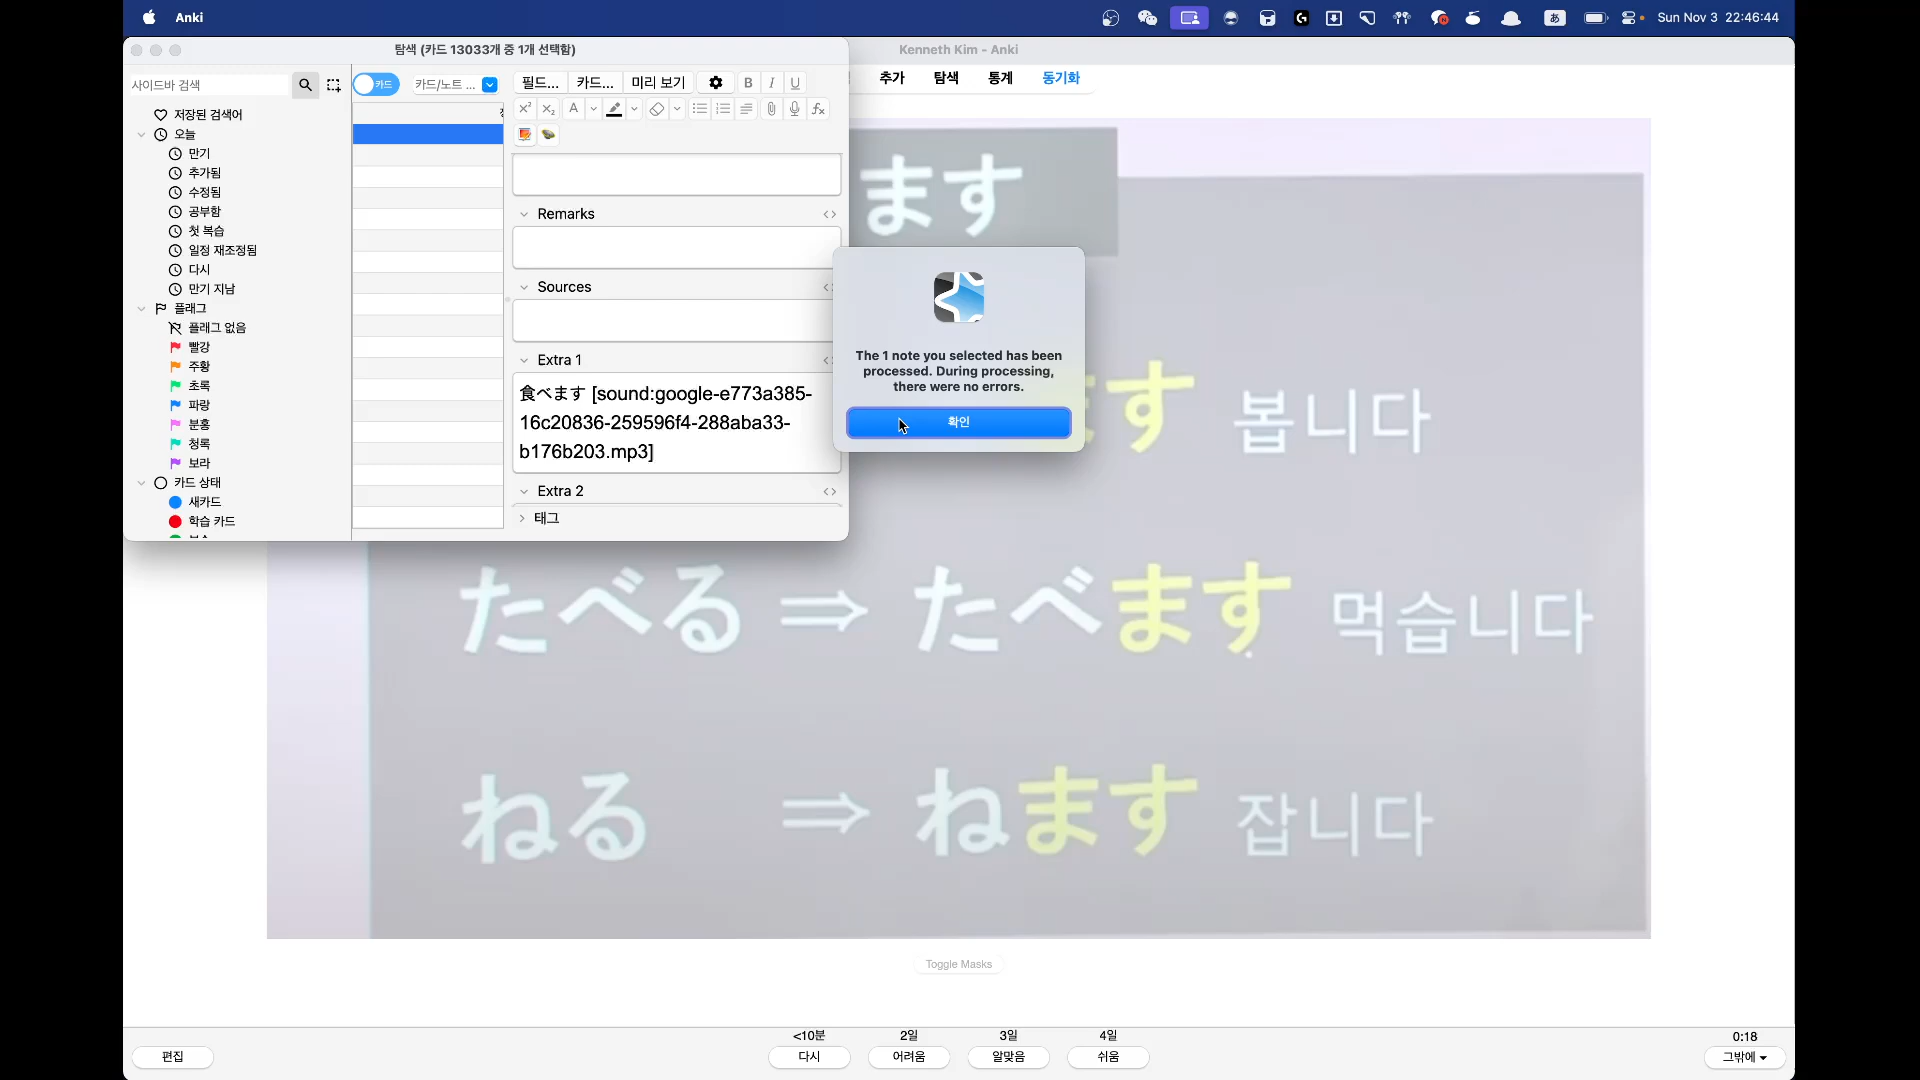 Anki
Sun Nov 3 22:46:44
탐색 (카드 13033개 중 1개 선택함)
Kenneth Kim - Anki
사이드바 검색
카드
카드/노트 ...
필드...
카드...
미리 보기
B
I
U
추가
탐색
통계
동기화
저장된 검색어
오늘
만기
추가됨
수정됨
공부함
첫 복습
일정 재조정됨
다시
만기 지남
플래그
플래그 없음
빨강
주황
초록
파랑
분홍
청록
보라
카드 상태
새카드
학습 카드
Remarks
Sources
Extra 1
食べます [sound:google-e773a385-
16c20836-259596f4-288aba33-
b176b203.mp3]
Extra 2
태그
The 1 note you selected has been
processed. During processing,
there were no errors.
확인
ます
ます 봅니다
たべる ⇒ たべます 먹습니다
ねる ⇒ ねます 잡니다
Toggle Masks
편집
<10분
다시
2일
어려움
3일
알맞음
4일
쉬움
0:18
그밖에